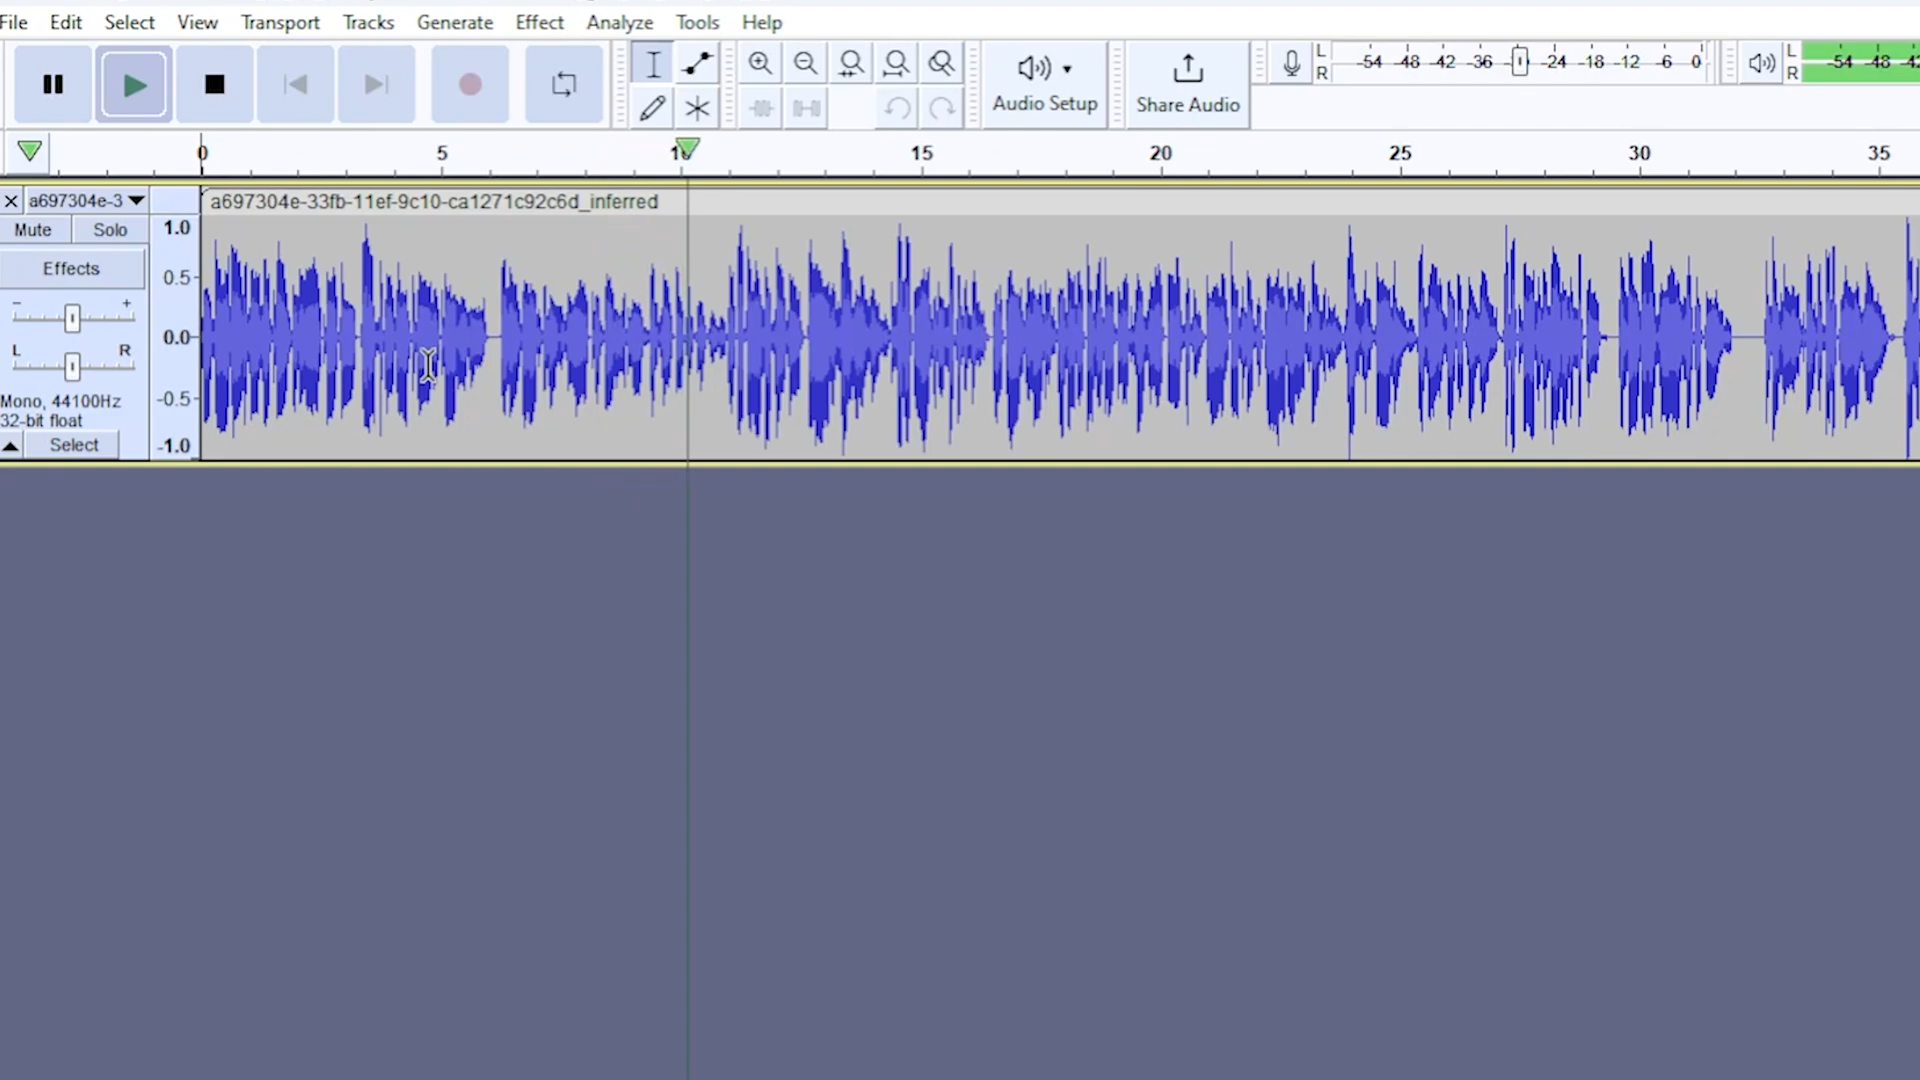 File Edit Select View Transport Tracks Generate Effect Analyze Tools Help
L
R
-54 -48 -42 -36 -24 -18 -12 -6 0
L
R
-54 -48 -42
Audio Setup
Share Audio
0 5 10 15 20 25 30 35
a697304e-3
a697304e-33fb-11ef-9c10-ca1271c92c6d_inferred
Mute Solo
Effects
- +
L R
Mono, 44100Hz
32-bit float
Select
1.0
0.5
0.0
-0.5
-1.0